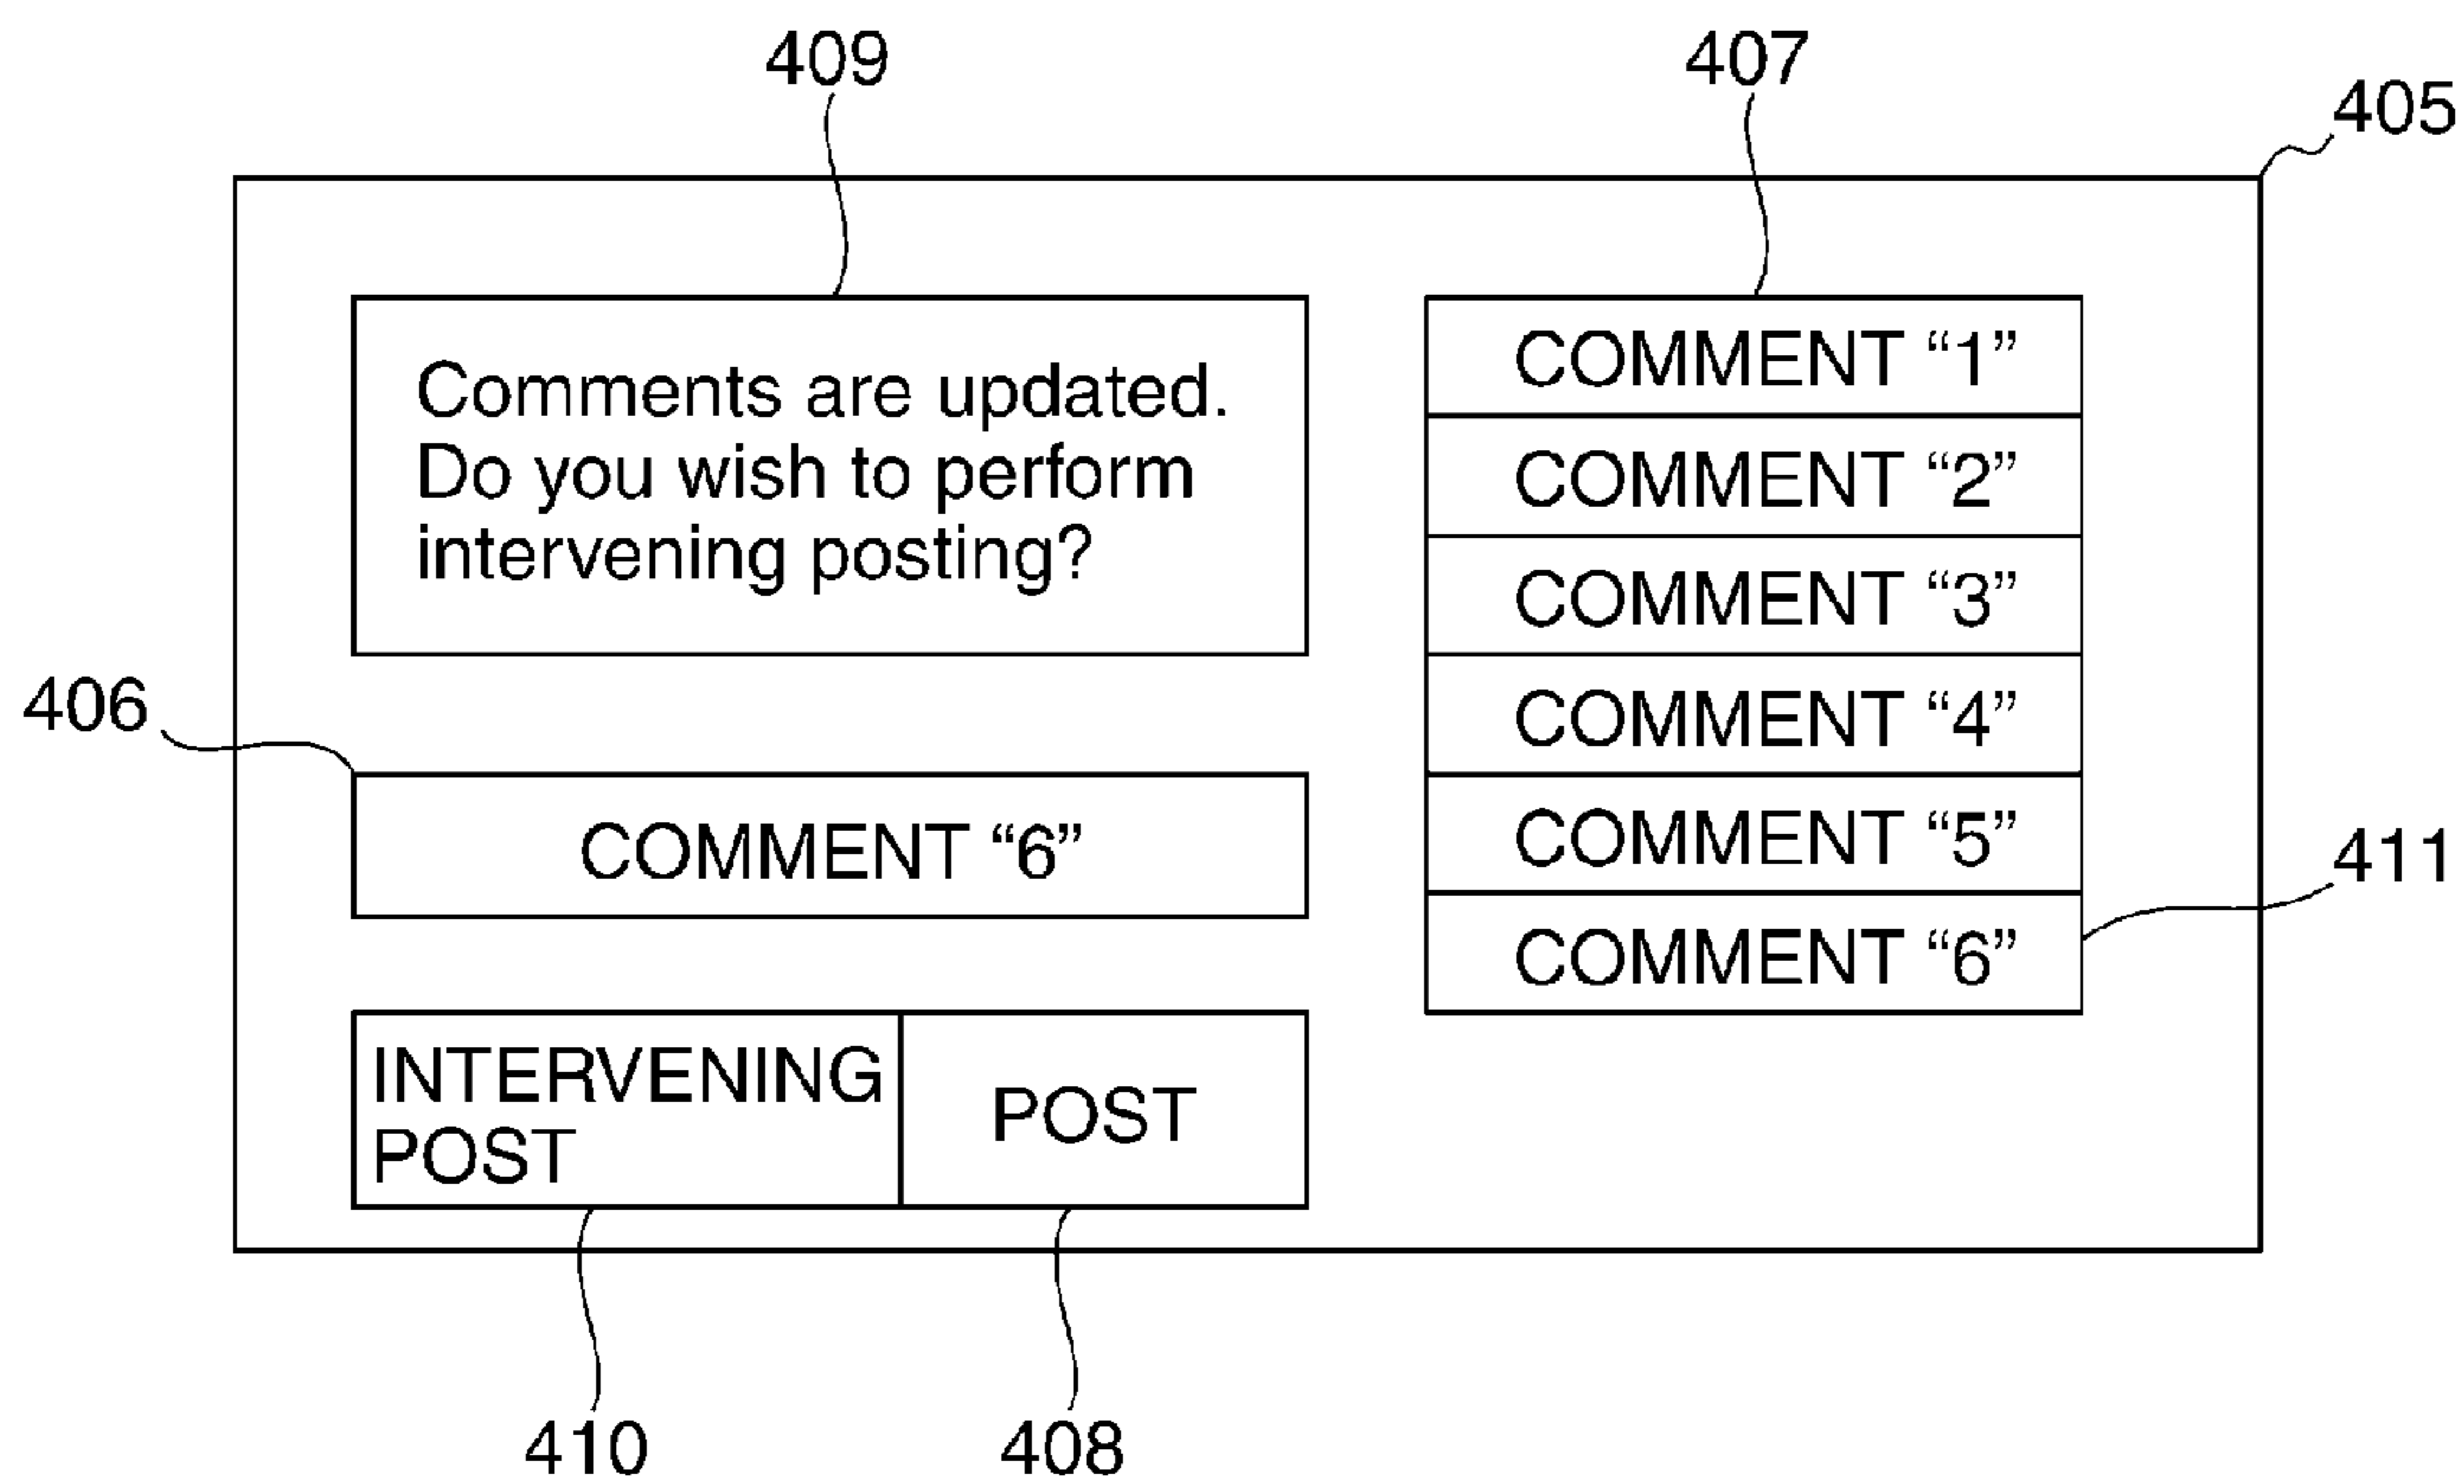 409
407
405
Comments are updated.
Do you wish to perform
intervening posting?
COMMENT “1”
COMMENT “2”
COMMENT “3”
COMMENT “4”
COMMENT “5”
COMMENT “6”
406
COMMENT “6”
411
INTERVENING
POST
POST
410
408